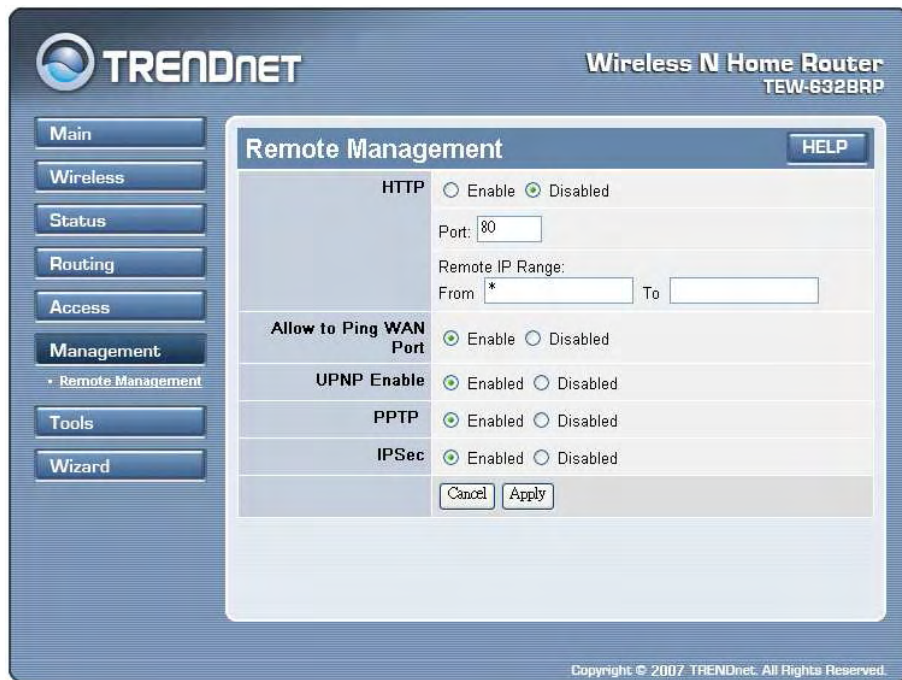 TRENDNET
Wireless N Home Router
TEW-632BRP
Main
Wireless
Status
Routing
Access
Management
• Remote Management
Tools
Wizard
Remote Management
HELP
HTTP
Enable Disabled
Port: 80
Remote IP Range:
From * To
Allow to Ping WAN Port
Enable Disabled
UPNP Enable
Enabled Disabled
PPTP
Enabled Disabled
IPSec
Enabled Disabled
Cancel Apply
Copyright © 2007 TRENDnet. All Rights Reserved.